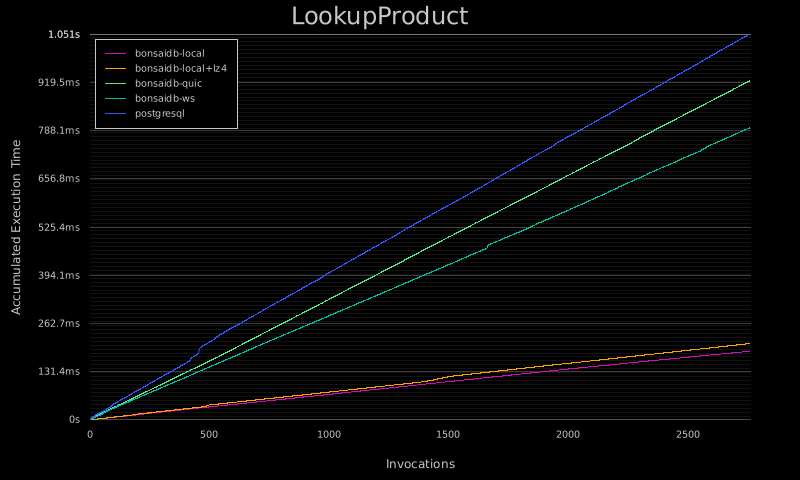 LookupProduct
1.051s
919.5ms
788.1ms
656.8ms
525.4ms
394.1ms
262.7ms
131.4ms
0s
Accumulated Execution Time
bonsaidb-local
bonsaidb-local+lz4
bonsaidb-quic
bonsaidb-ws
postgresql
0 500 1000 1500 2000 2500
Invocations